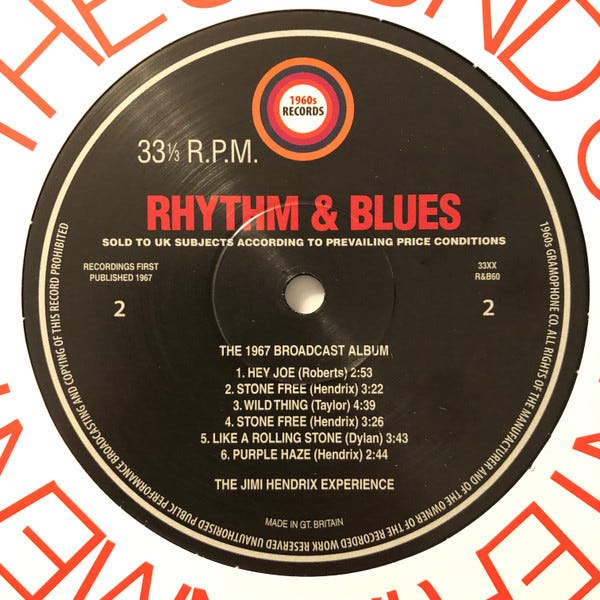 THE SOUND O
1960s
RECORDS
33⅓ R.P.M.
RHYTHM & BLUES
SOLD TO UK SUBJECTS ACCORDING TO PREVAILING PRICE CONDITIONS
RECORDINGS FIRST
PUBLISHED 1967
33XX
R&B60
2
2
THE 1967 BROADCAST ALBUM
1. HEY JOE (Roberts) 2:53
2. STONE FREE (Hendrix) 3:22
3. WILD THING (Taylor) 4:39
4. STONE FREE (Hendrix) 3:26
5. LIKE A ROLLING STONE (Dylan) 3:43
6. PURPLE HAZE (Hendrix) 2:44
THE JIMI HENDRIX EXPERIENCE
MADE IN GT. BRITAIN
1960s GRAMOPHONE CO. ALL RIGHTS OF THE MANUFACTURER AND OF THE OWNER OF THE RECORDED WORK RESERVED UNAUTHORISED PUBLIC PERFORMANCE BROADCASTING AND COPYING OF THIS RECORD PROHIBITED